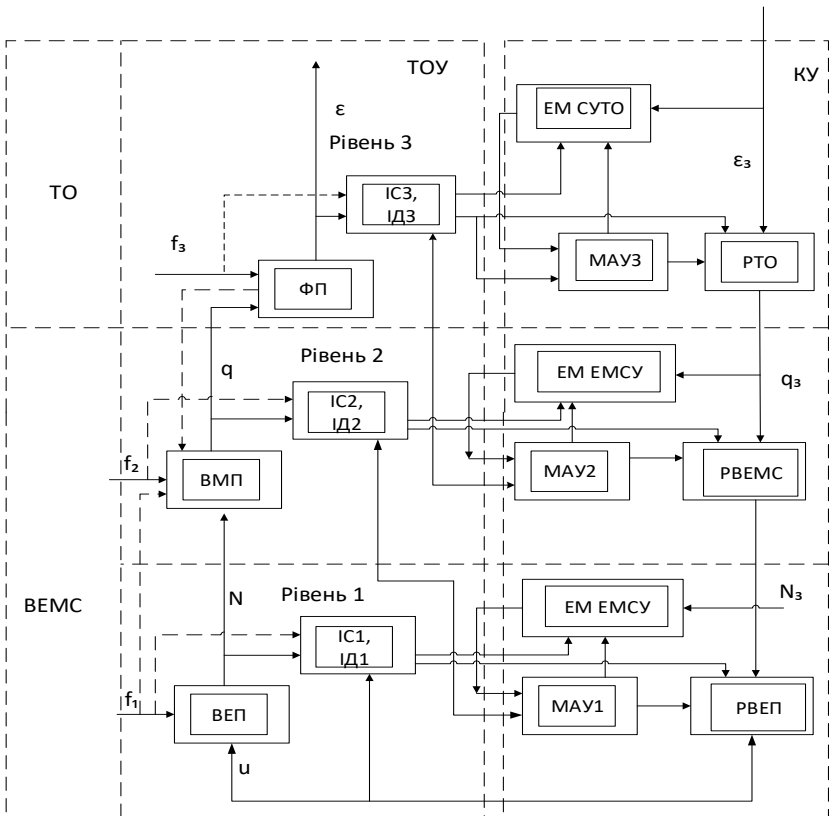 ТОУ
КУ
ЕМ СУТО
ε
Рівень 3
ε₃
ТО
ІС3,
ІД3
f₃
МАУ3
РТО
ФП
Рівень 2
q
ЕМ ЕМСУ
q₃
ІС2,
ІД2
f₂
ВМП
МАУ2
РВЕМС
ВЕМС
N
Рівень 1
ЕМ ЕМСУ
N₃
ІС1,
ІД1
f₁
ВЕП
МАУ1
РВЕП
u